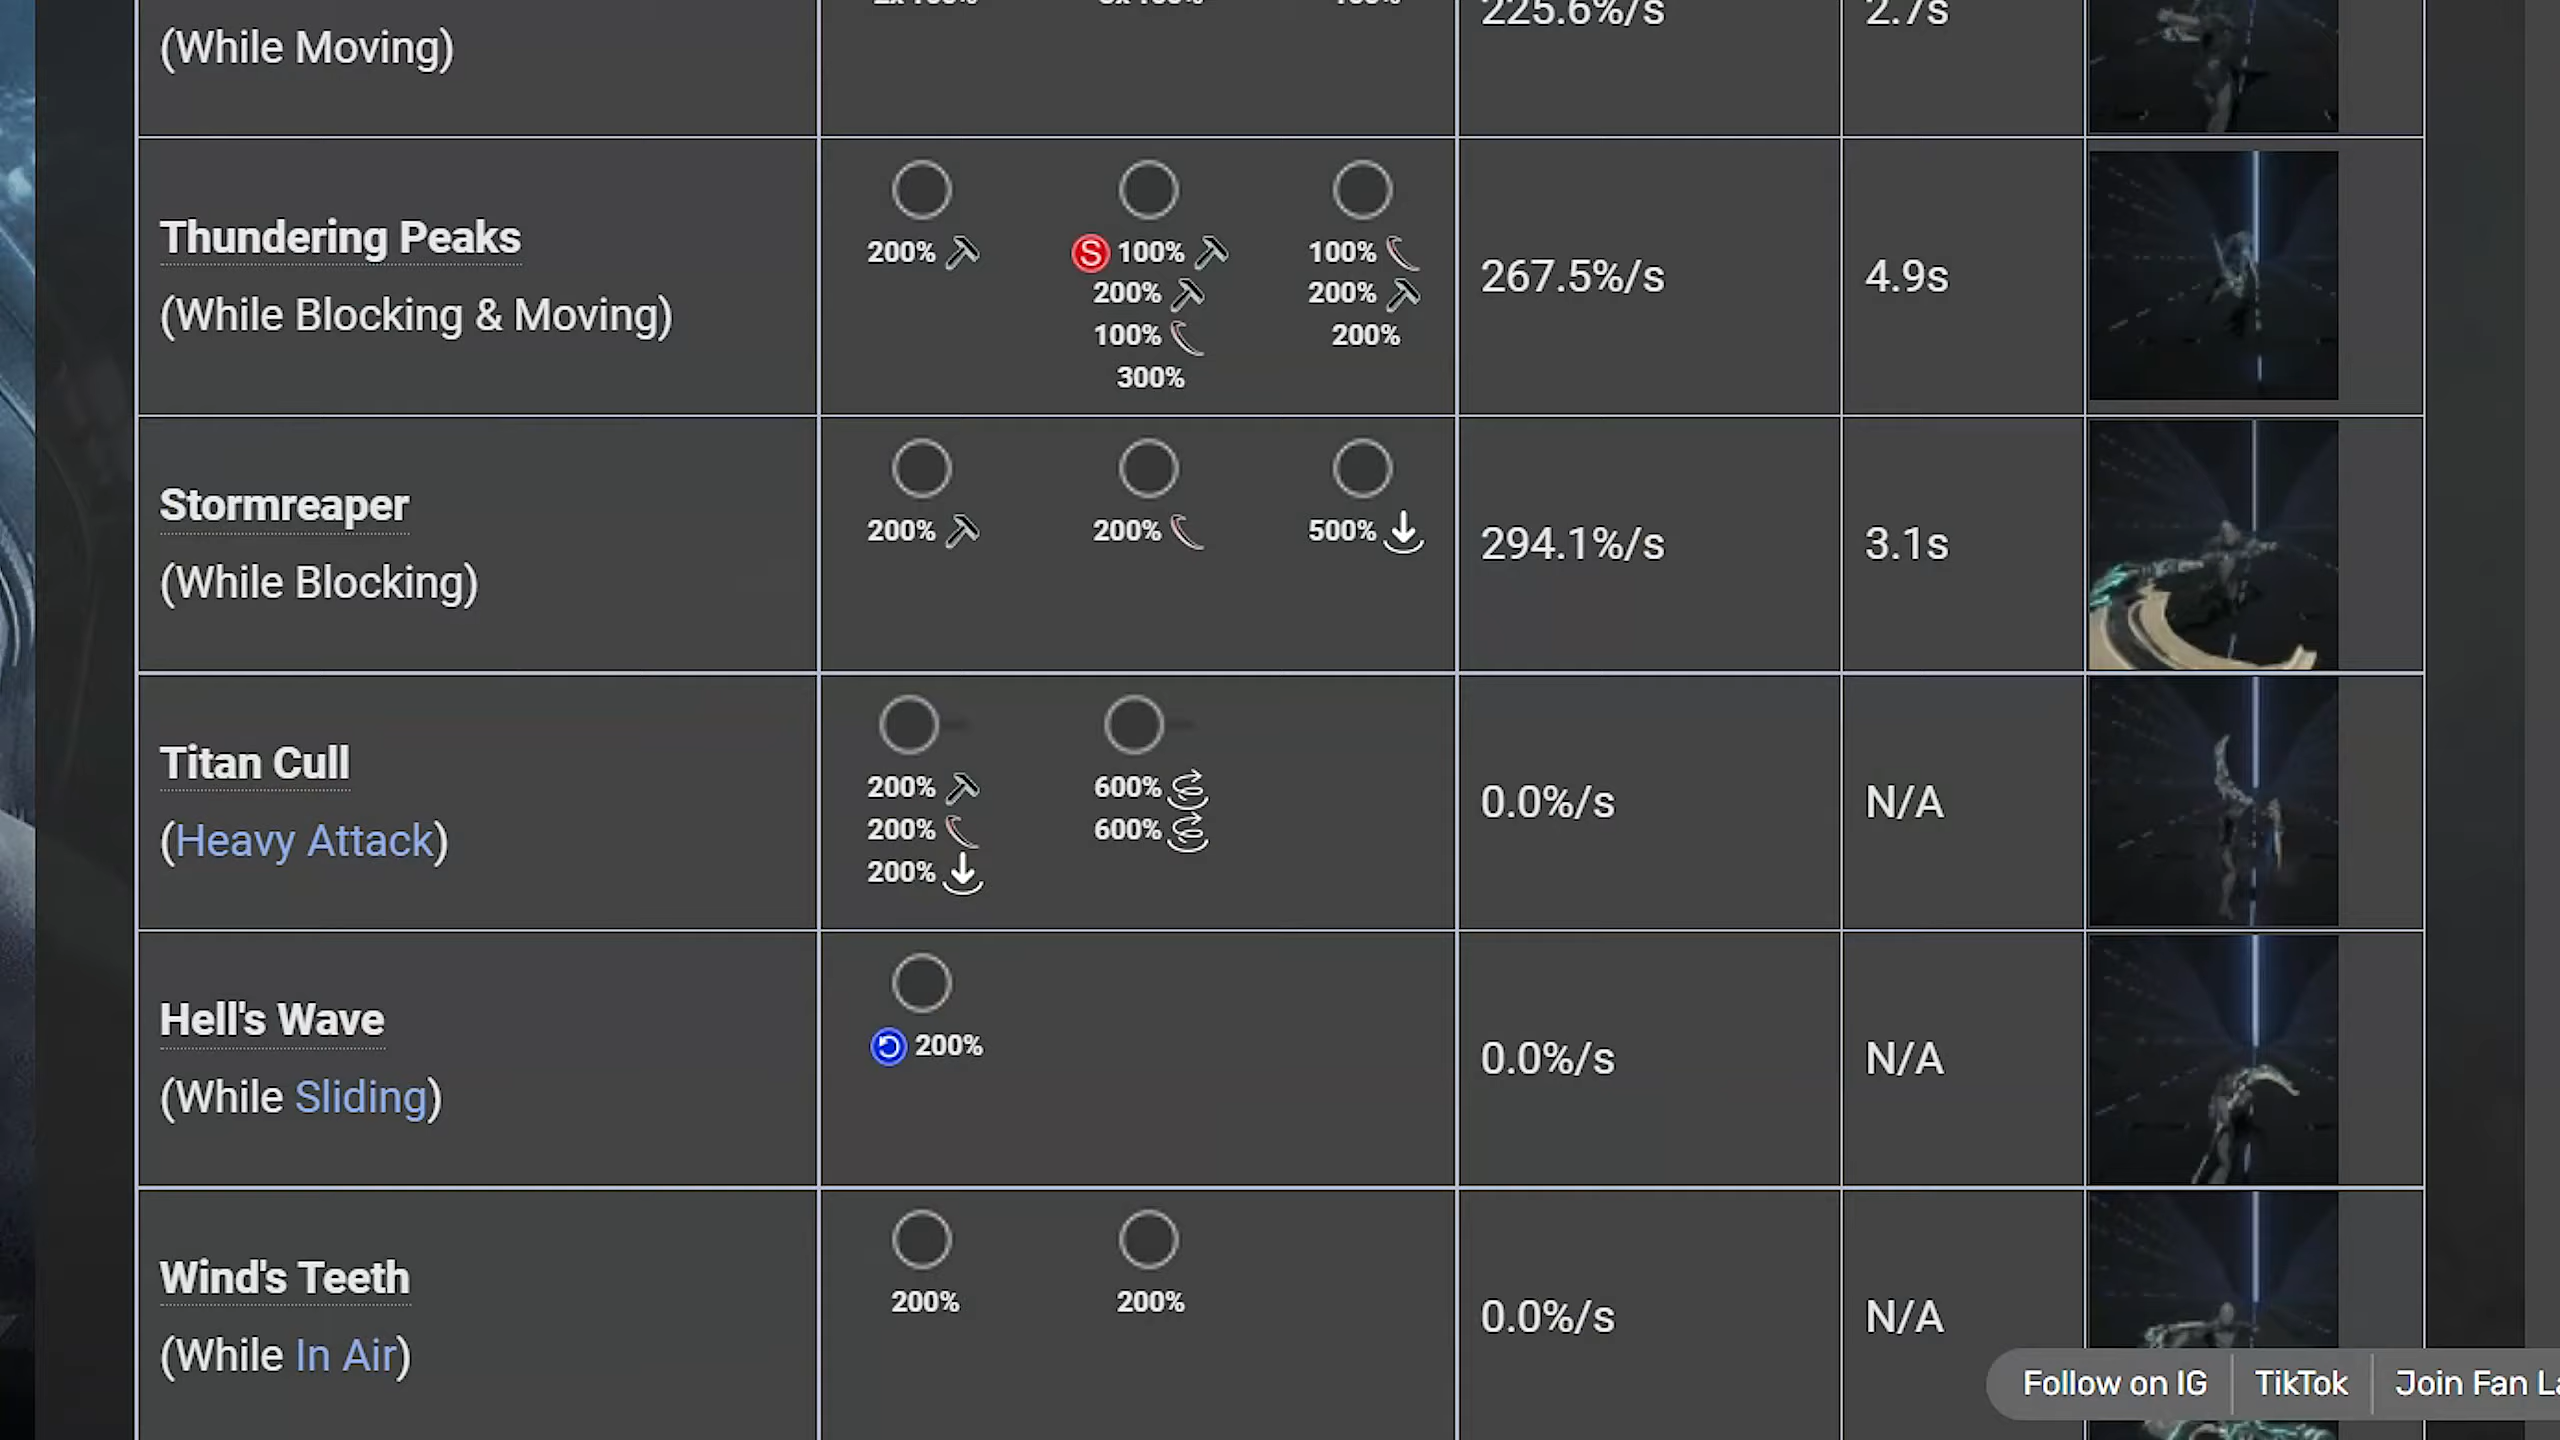 225.6%/s 2.7s
(While Moving)
Thundering Peaks
(While Blocking & Moving)
200%
S 100%
200%
100%
300%
100%
200%
200%
267.5%/s
4.9s
Stormreaper
(While Blocking)
200%
200%
500%
294.1%/s
3.1s
Titan Cull
(Heavy Attack)
200%
200%
200%
600%
600%
0.0%/s
N/A
Hell's Wave
(While Sliding)
200%
0.0%/s
N/A
Wind's Teeth
(While In Air)
200%
200%
0.0%/s
N/A
Follow on IG
TikTok
Join Fan La